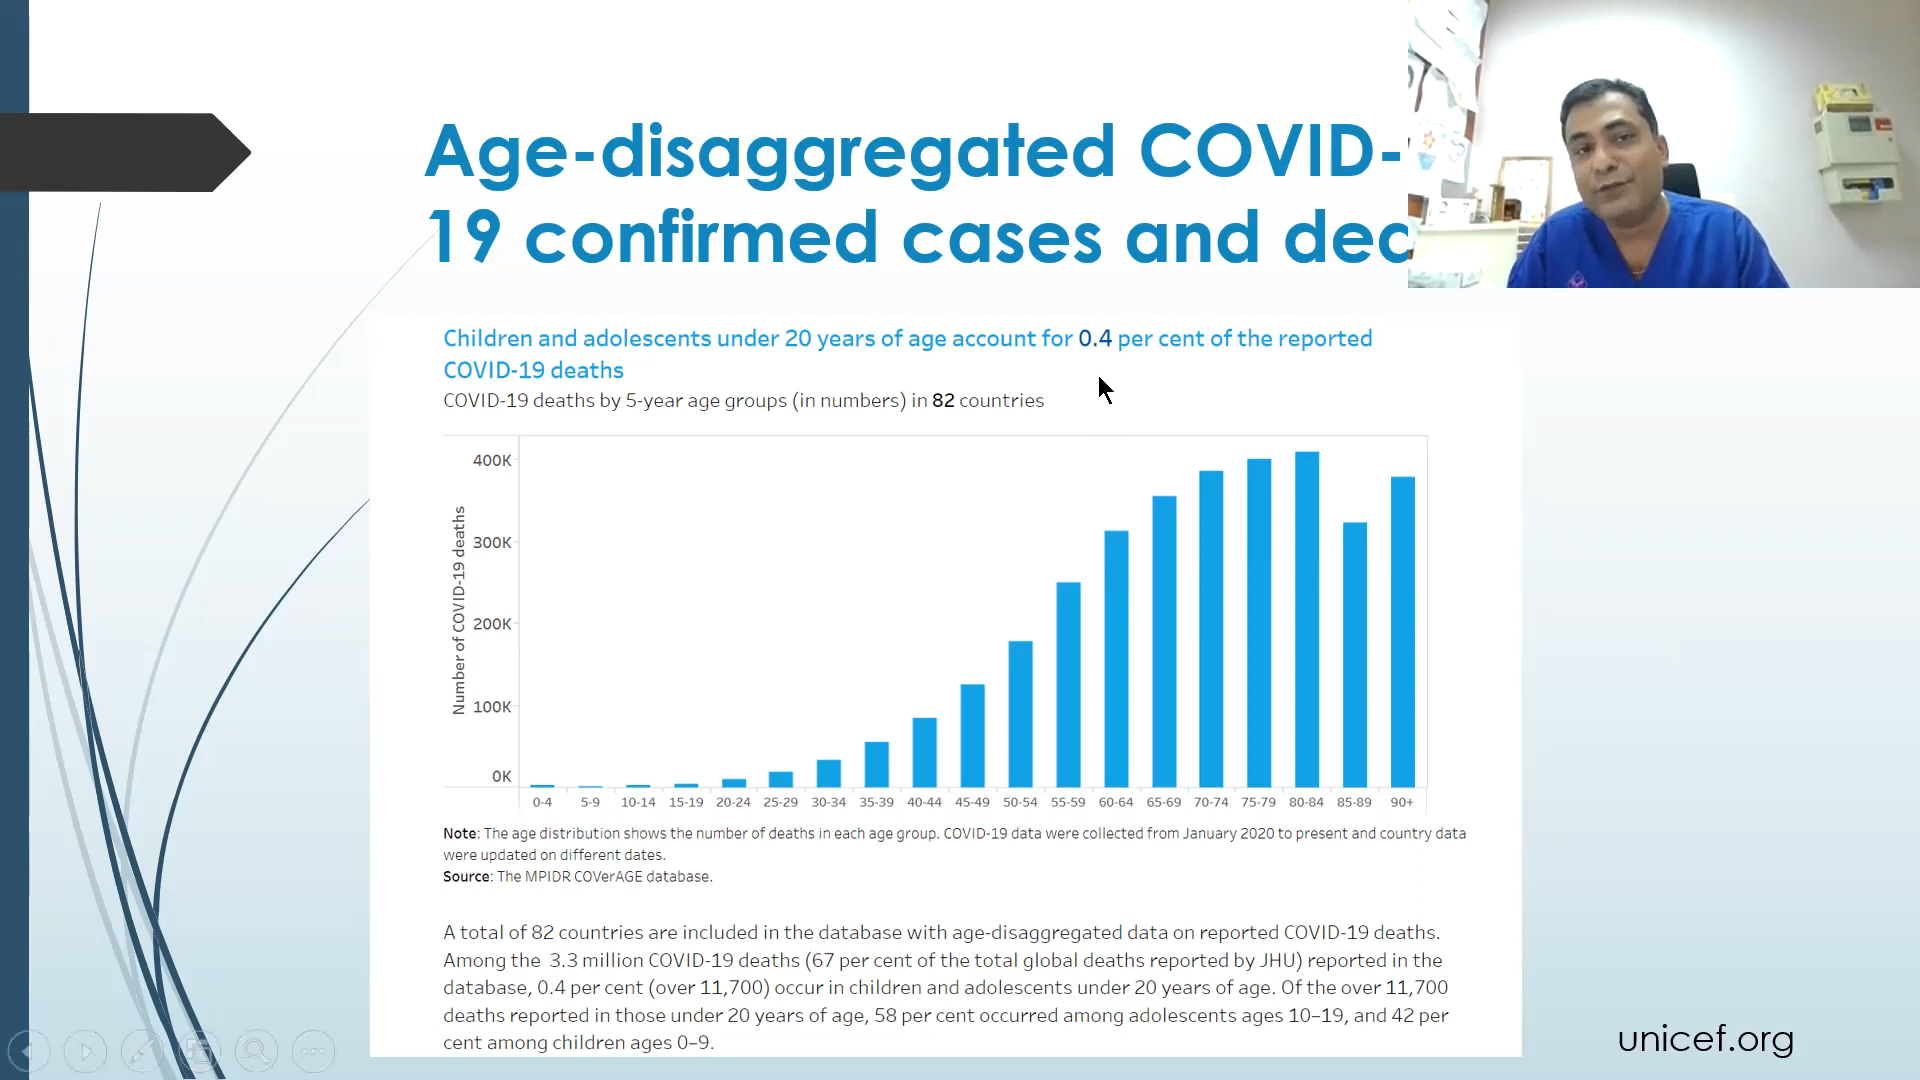 Age-disaggregated COVID-
19 confirmed cases and
Children and adolescents under 20 years of age account for 0.4 per cent of the reported
COVID-19 deaths
COVID-19 deaths by 5-year age groups (in numbers) in 82 countries
Number of COVID-19 deaths
400K
300K
200K
100K
0K
0-4 5-9 10-14 15-19 20-24 25-29 30-34 35-39 40-44 45-49 50-54 55-59 60-64 65-69 70-74 75-79 80-84 85-89 90+
Note: The age distribution shows the number of deaths in each age group. COVID-19 data were collected from January 2020 to present and country data
were updated on different dates.
Source: The MPIDR COVerAGE database.
A total of 82 countries are included in the database with age-disaggregated data on reported COVID-19 deaths.
Among the 3.3 million COVID-19 deaths (67 per cent of the total global deaths reported by JHU) reported in the
database, 0.4 per cent (over 11,700) occur in children and adolescents under 20 years of age. Of the over 11,700
deaths reported in those under 20 years of age, 58 per cent occurred among adolescents ages 10–19, and 42 per
cent among children ages 0–9.
unicef.org